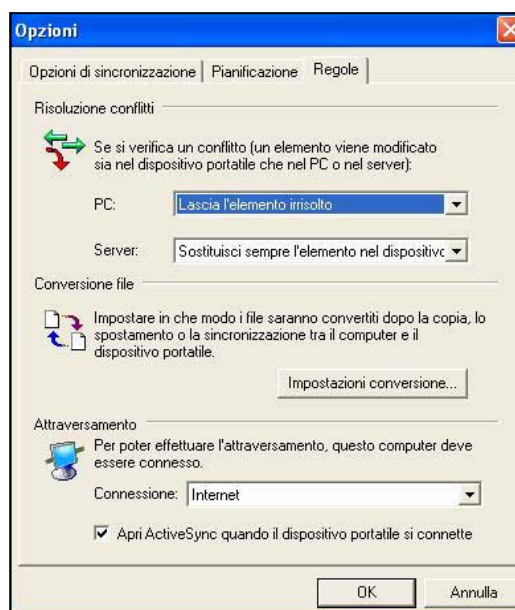 Opzioni
Opzioni di sincronizzazione Pianificazione Regole
Risoluzione conflitti
Se si verifica un conflitto (un elemento viene modificato
sia nel dispositivo portatile che nel PC o nel server):
PC: Lascia l'elemento irrisolto
Server: Sostituisci sempre l'elemento nel dispositivo
Conversione file
Impostare in che modo i file saranno convertiti dopo la copia, lo
spostamento o la sincronizzazione tra il computer e il
dispositivo portatile.
Impostazioni conversione...
Attraversamento
Per poter effettuare l'attraversamento, questo computer deve
essere connesso.
Connessione: Internet
Apri ActiveSync quando il dispositivo portatile si connette
OK Annulla